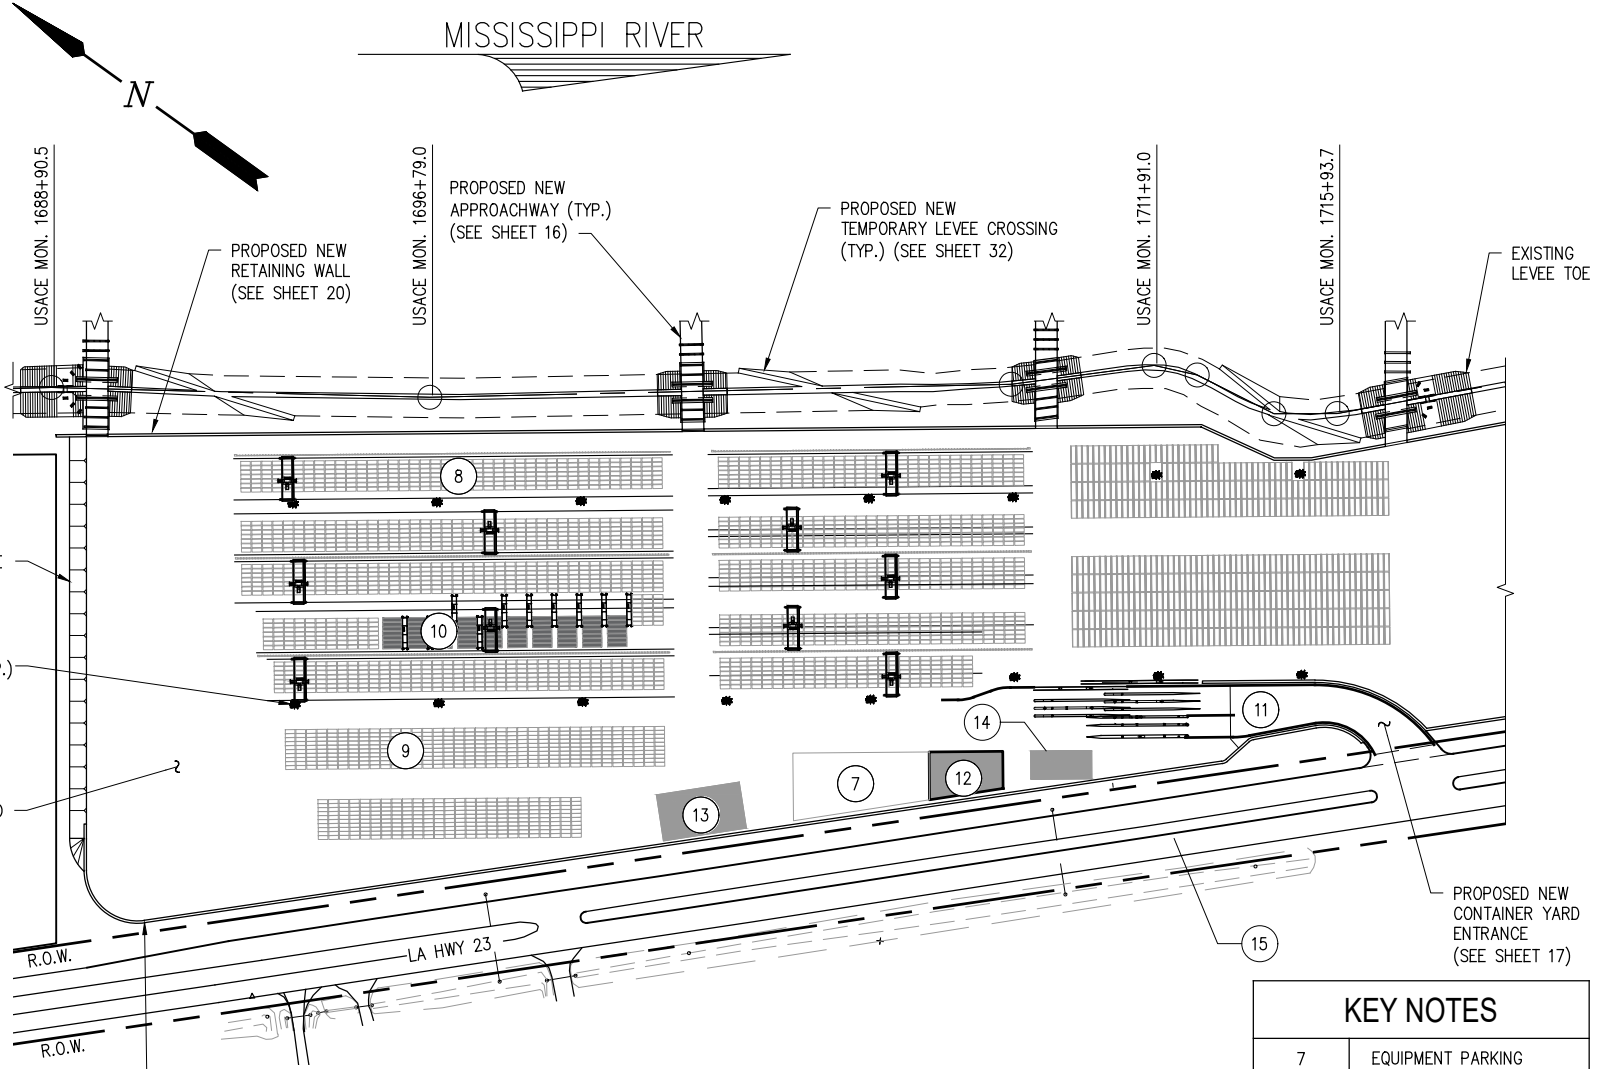 MISSISSIPPI RIVER
N
USACE MON. 1688+90.5
USACE MON. 1696+79.0
PROPOSED NEW
APPROACHWAY (TYP.)
(SEE SHEET 16)
PROPOSED NEW
RETAINING WALL
(SEE SHEET 20)
PROPOSED NEW
TEMPORARY LEVEE CROSSING
(TYP.) (SEE SHEET 32)
USACE MON. 1711+91.0
USACE MON. 1715+93.7
EXISTING
LEVEE TOE
8
10
9
11
14
7
12
13
15
PROPOSED NEW
CONTAINER YARD
ENTRANCE
(SEE SHEET 17)
LA HWY 23
R.O.W.
R.O.W.
KEY NOTES
7 EQUIPMENT PARKING